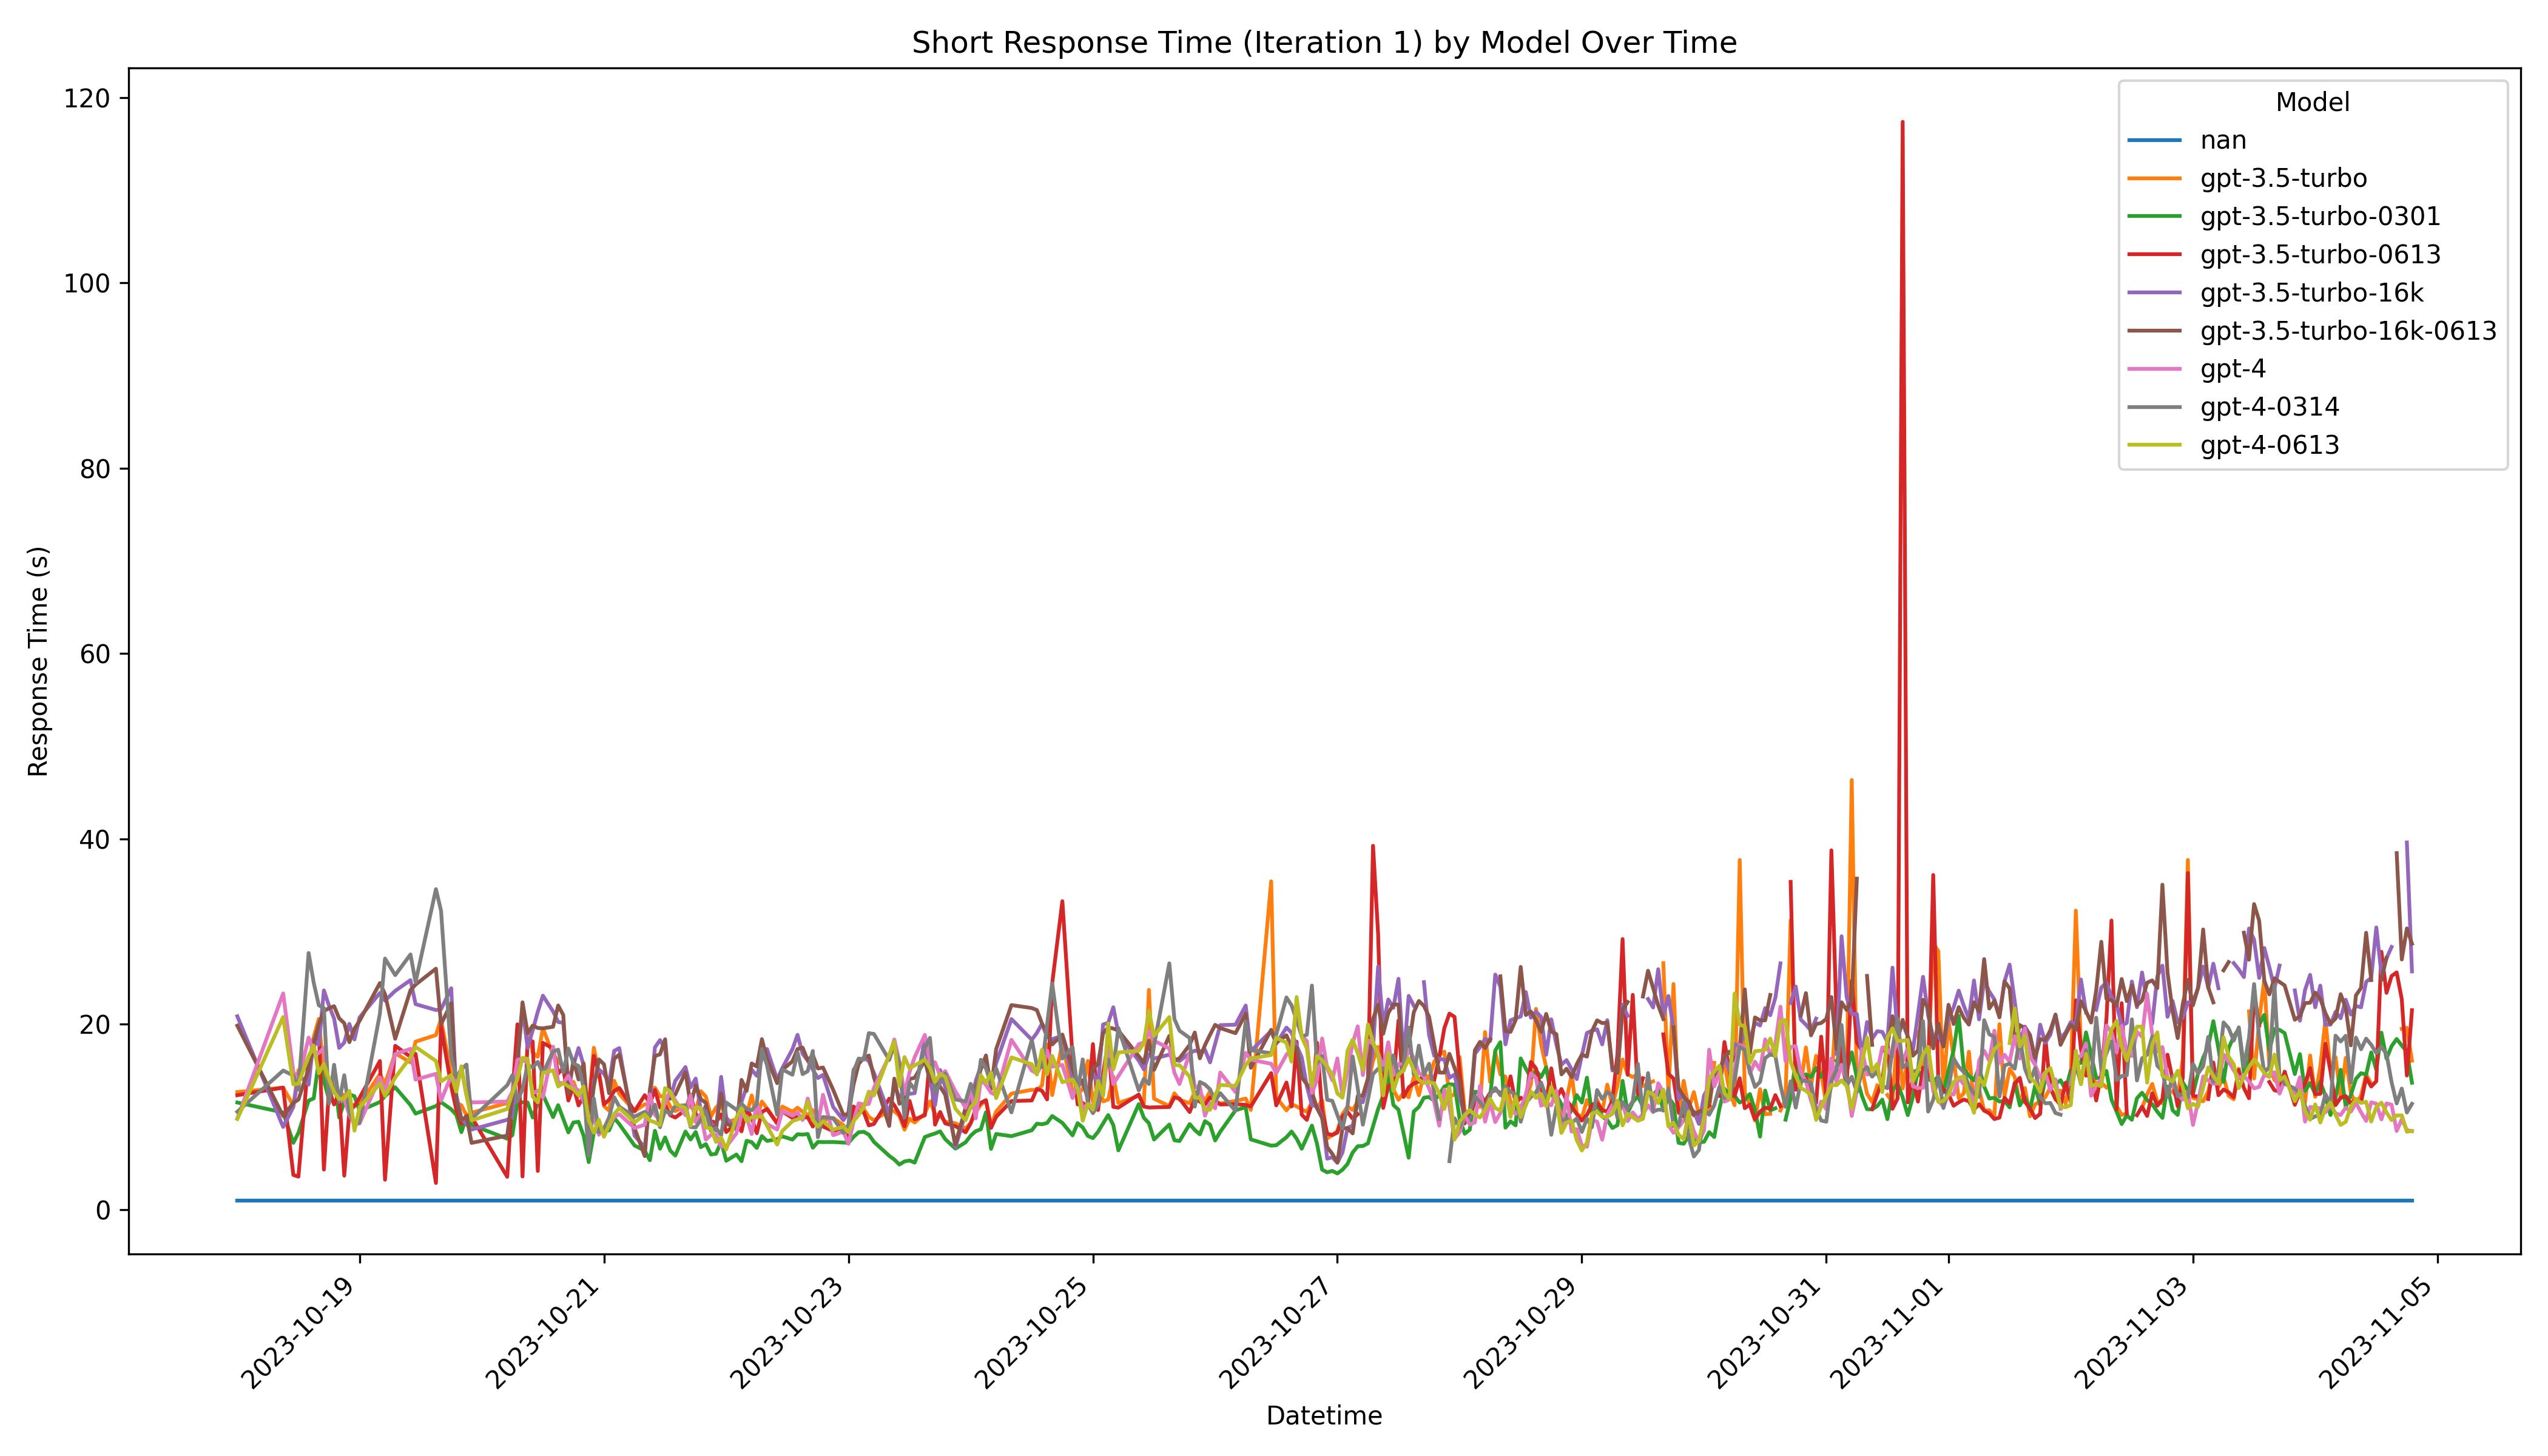 Short Response Time (Iteration 1) by Model Over Time
120
100
80
60
40
20
0
Response Time (s)
Model
nan
gpt-3.5-turbo
gpt-3.5-turbo-0301
gpt-3.5-turbo-0613
gpt-3.5-turbo-16k
gpt-3.5-turbo-16k-0613
gpt-4
gpt-4-0314
gpt-4-0613
2023-10-19
2023-10-21
2023-10-23
2023-10-25
2023-10-27
2023-10-29
2023-10-31
2023-11-01
2023-11-03
2023-11-05
Datetime